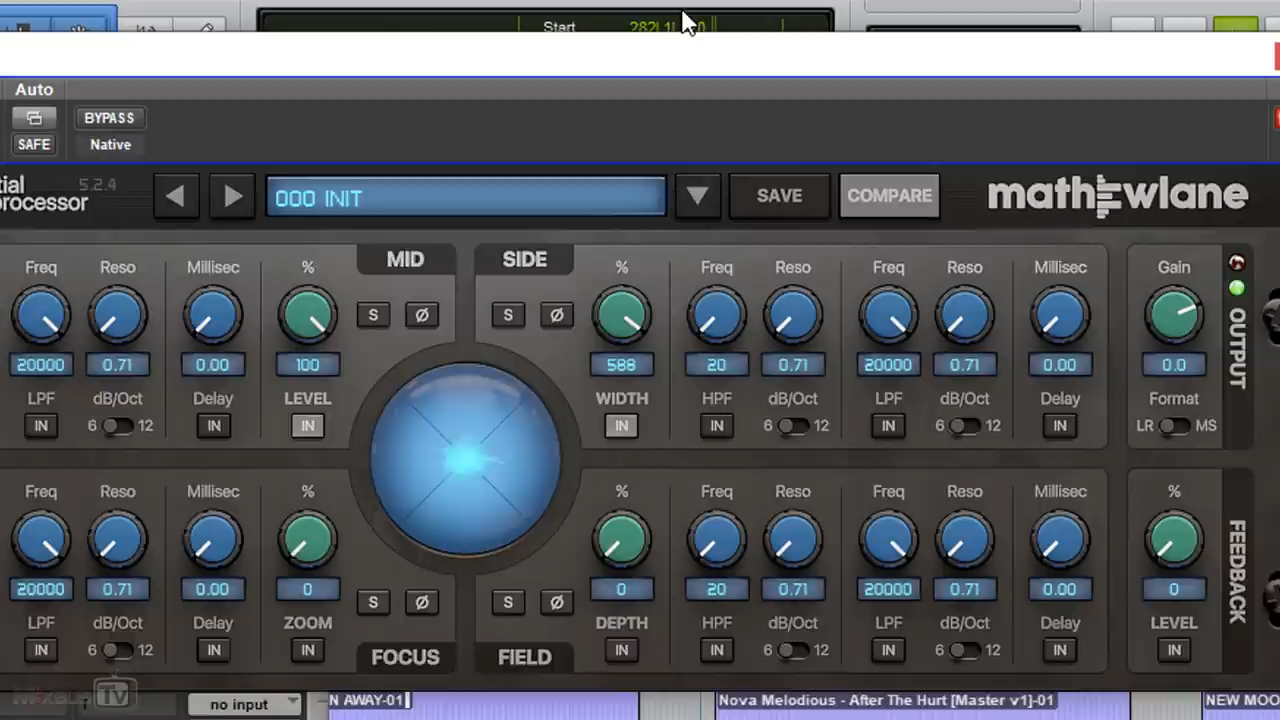 Start
Auto
BYPASS
SAFE
Native
tial
processor
5.2.4
000 INIT
SAVE
COMPARE
mathewlane
Freq Reso Millisec %
MID
SIDE
% Freq Reso Freq Reso Millisec
Gain
S Ø
S Ø
OUTPUT
20000 0.71 0.00 100
588 20 0.71 20000 0.71 0.00
0.0
LPF dB/Oct Delay LEVEL
WIDTH HPF dB/Oct LPF dB/Oct Delay
Format
IN 6 12 IN IN
IN IN 6 12 IN 6 12 IN
LR MS
Freq Reso Millisec %
% Freq Reso Freq Reso Millisec
%
FEEDBACK
20000 0.71 0.00 0
0 20 0.71 20000 0.71 0.00
0
S Ø
S Ø
LPF dB/Oct Delay ZOOM
DEPTH HPF dB/Oct LPF dB/Oct Delay
LEVEL
IN 6 12 IN IN
FOCUS
FIELD
IN IN 6 12 IN 6 12 IN
IN
TV
no input
N AWAY-01
Nova Melodious - After The Hurt [Master v1]-01
NEW MOO